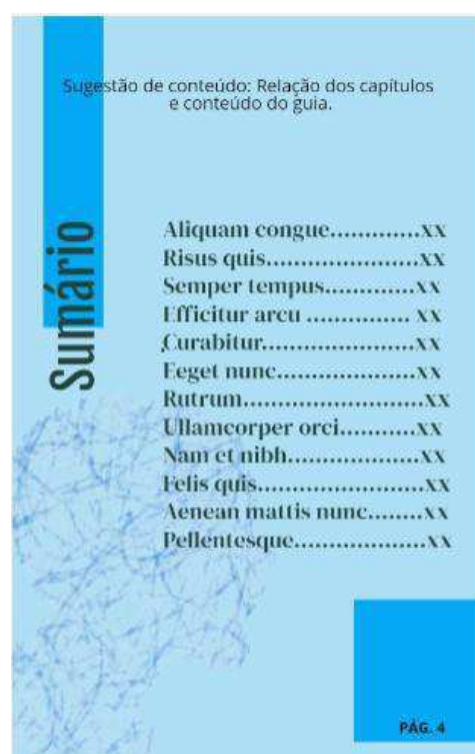 Sugestão de conteúdo: Relação dos capítulos
e conteúdo do guia.
Sumário
Aliquam congue.............xx
Risus quis......................xx
Semper tempus.............xx
Efficitur arcu ............... xx
Curabitur......................xx
Eeget nunc....................xx
Rutrum..........................xx
Ullamcorper orci...........xx
Nam et nibh...................xx
Felis quis........................xx
Aenean mattis nunc........xx
Pellentesque...................xx
PÁG. 4